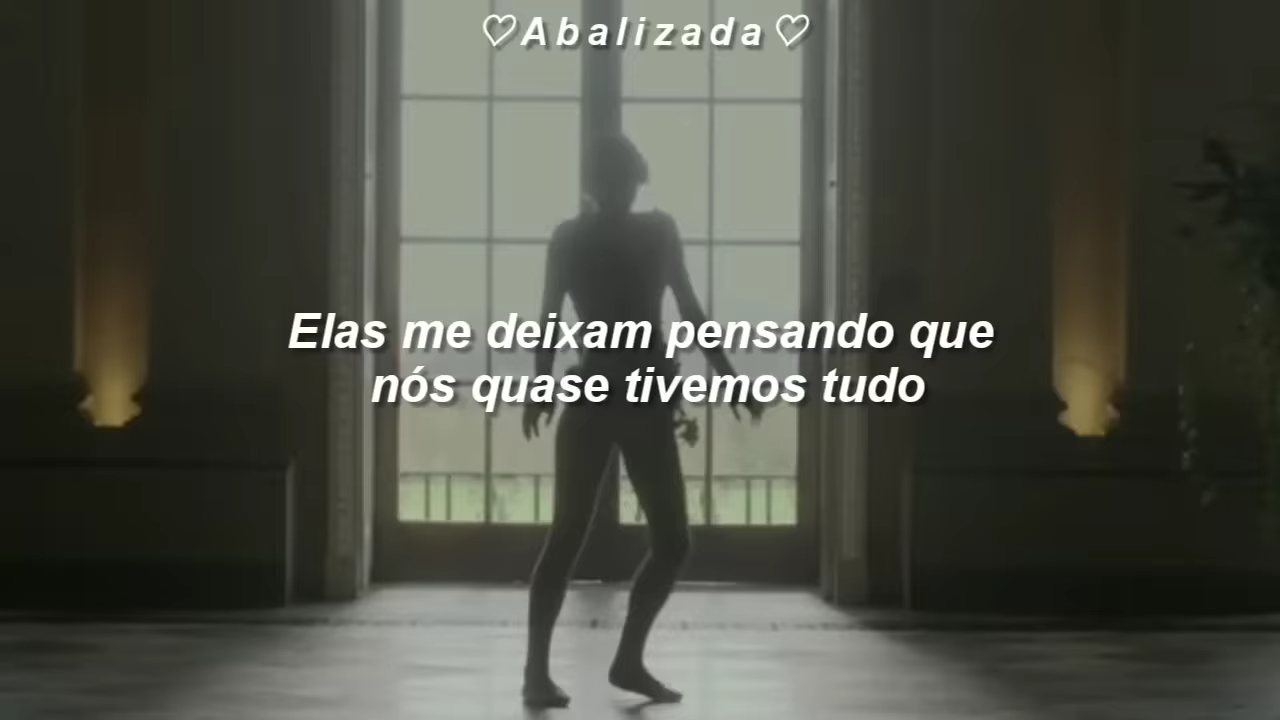 ♡Abalizada♡
Elas me deixam pensando que
nós quase tivemos tudo